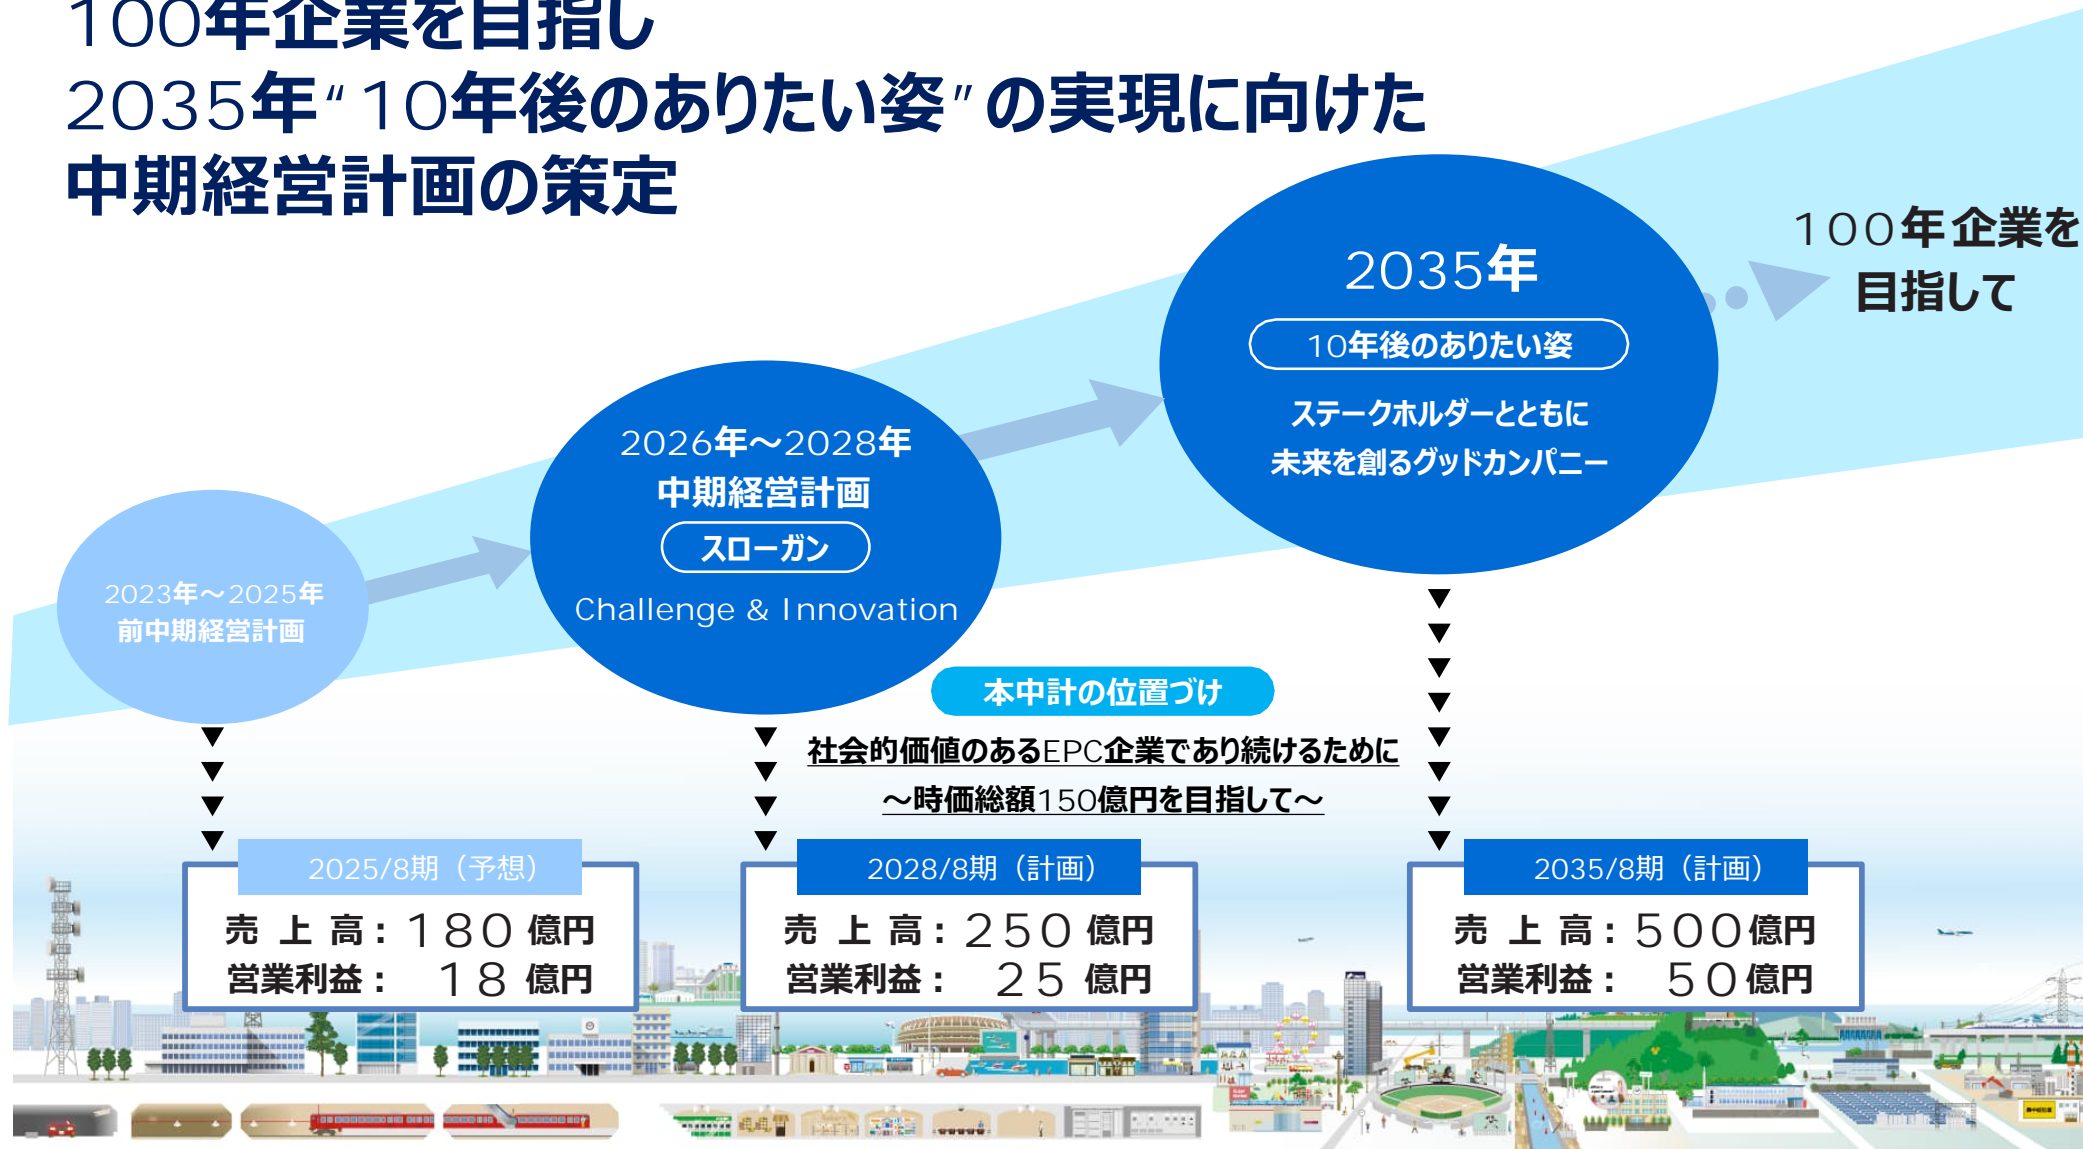 100年企業を目指し
2035年“10年後のありたい姿”の実現に向けた
中期経営計画の策定
100年企業を
目指して
2035年
10年後のありたい姿
ステークホルダーとともに
未来を創るグッドカンパニー
2026年～2028年
中期経営計画
スローガン
Challenge & Innovation
2023年～2025年
前中期経営計画
本中計の位置づけ
社会的価値のあるEPC企業であり続けるために
～時価総額150億円を目指して～
2025/8期（予想）
売上高：180億円
営業利益：18億円
2028/8期（計画）
売上高：250億円
営業利益：25億円
2035/8期（計画）
売上高：500億円
営業利益：50億円